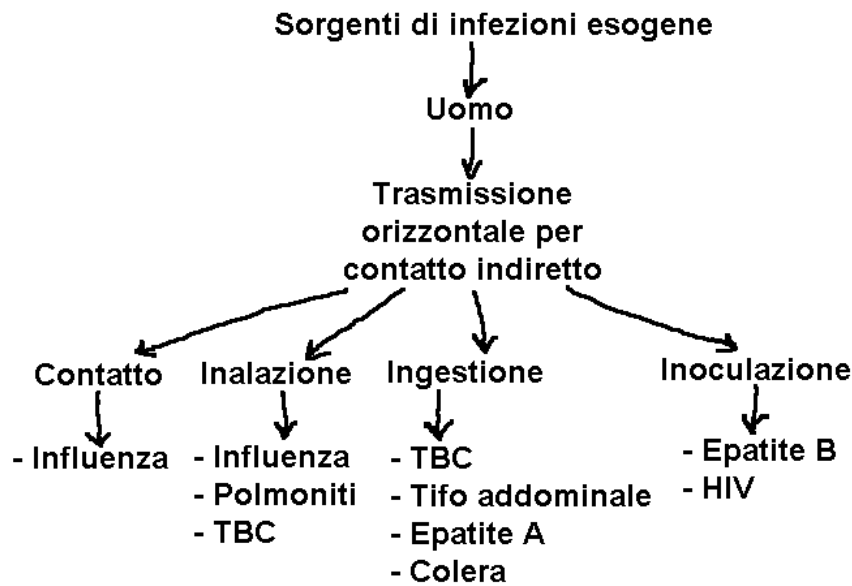 Sorgenti di infezioni esogene
Uomo
Trasmissione
orizzontale per
contatto indiretto
Contatto
- Influenza
Inalazione
- Influenza
- Polmoniti
- TBC
Ingestione
- TBC
- Tifo addominale
- Epatite A
- Colera
Inoculazione
- Epatite B
- HIV